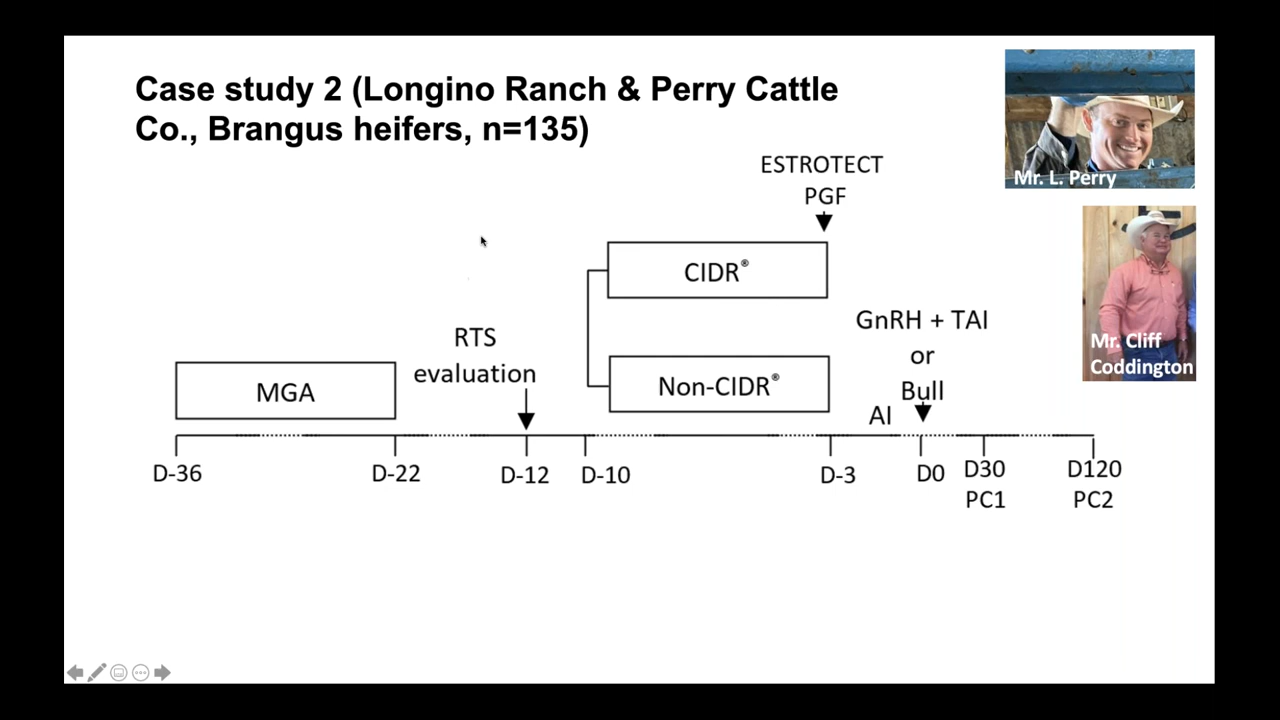 Case study 2 (Longino Ranch & Perry Cattle
Co., Brangus heifers, n=135)
Mr. L. Perry
Mr. Cliff
Coddington
ESTROTECT
PGF
CIDR®
Non-CIDR®
GnRH + TAI
or
Bull
AI
RTS
evaluation
MGA
D-36
D-22
D-12
D-10
D-3
D0
D30
PC1
D120
PC2